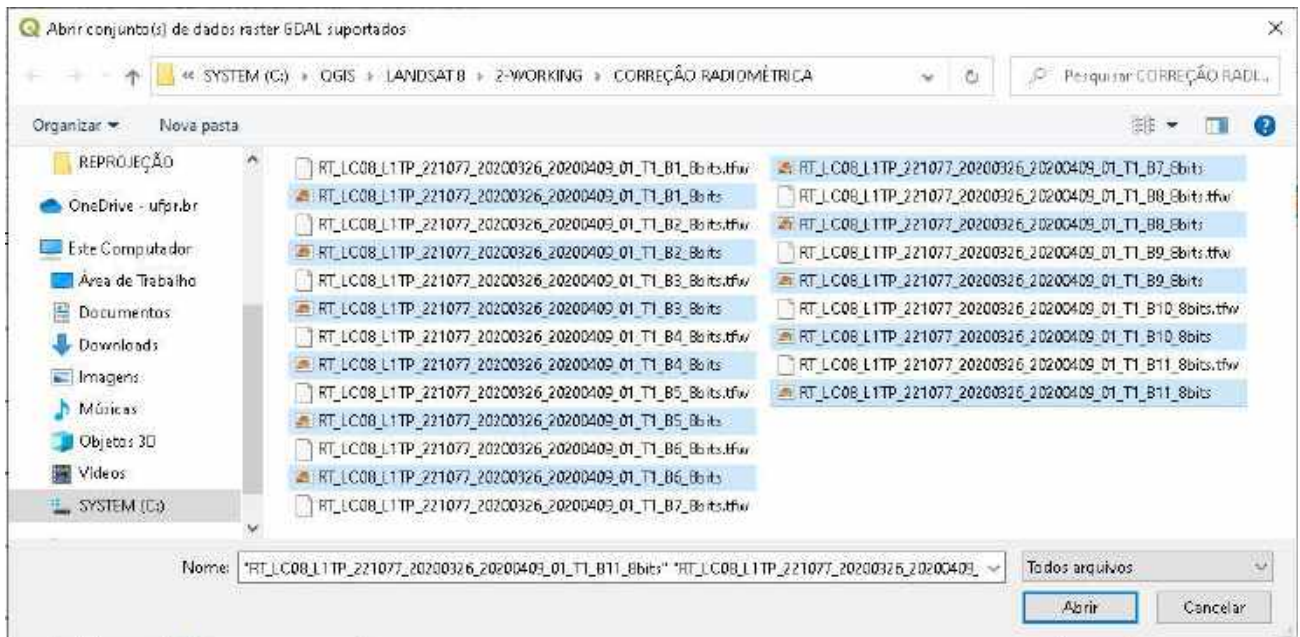 Abrir conjunto(s) de dados raster GDAL suportados
« SYSTEM (C:) › QGIS › LANDSAT 8 › 2-WORKING › CORREÇÃO RADIOMÉTRICA
Pesquisar CORREÇÃO RADI...
Organizar
Nova pasta
REPROJEÇÃO
OneDrive - ufpr.br
Este Computador
Área de Trabalho
Documentos
Downloads
Imagens
Músicas
Objetos 3D
Vídeos
SYSTEM (C:)
RT_LC08_L1TP_221077_20200326_20200409_01_T1_B1_8bits.tfw
RT_LC08_L1TP_221077_20200326_20200409_01_T1_B1_8bits
RT_LC08_L1TP_221077_20200326_20200409_01_T1_B2_8bits.tfw
RT_LC08_L1TP_221077_20200326_20200409_01_T1_B2_8bits
RT_LC08_L1TP_221077_20200326_20200409_01_T1_B3_8bits.tfw
RT_LC08_L1TP_221077_20200326_20200409_01_T1_B3_8bits
RT_LC08_L1TP_221077_20200326_20200409_01_T1_B4_8bits.tfw
RT_LC08_L1TP_221077_20200326_20200409_01_T1_B4_8bits
RT_LC08_L1TP_221077_20200326_20200409_01_T1_B5_8bits.tfw
RT_LC08_L1TP_221077_20200326_20200409_01_T1_B5_8bits
RT_LC08_L1TP_221077_20200326_20200409_01_T1_B6_8bits.tfw
RT_LC08_L1TP_221077_20200326_20200409_01_T1_B6_8bits
RT_LC08_L1TP_221077_20200326_20200409_01_T1_B7_8bits.tfw
RT_LC08_L1TP_221077_20200326_20200409_01_T1_B7_8bits
RT_LC08_L1TP_221077_20200326_20200409_01_T1_B8_8bits.tfw
RT_LC08_L1TP_221077_20200326_20200409_01_T1_B8_8bits
RT_LC08_L1TP_221077_20200326_20200409_01_T1_B9_8bits.tfw
RT_LC08_L1TP_221077_20200326_20200409_01_T1_B9_8bits
RT_LC08_L1TP_221077_20200326_20200409_01_T1_B10_8bits.tfw
RT_LC08_L1TP_221077_20200326_20200409_01_T1_B10_8bits
RT_LC08_L1TP_221077_20200326_20200409_01_T1_B11_8bits.tfw
RT_LC08_L1TP_221077_20200326_20200409_01_T1_B11_8bits
Nome: "RT_LC08_L1TP_221077_20200326_20200409_01_T1_B11_8bits" "RT_LC08_L1TP_221077_20200326_20200409_
Todos arquivos
Abrir
Cancelar